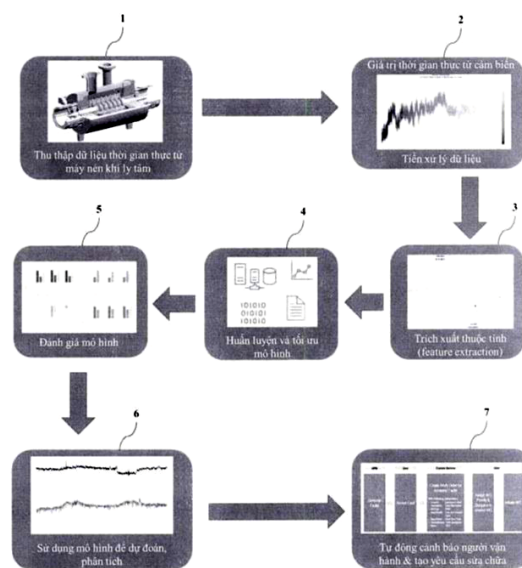 1
Thu thập dữ liệu thời gian thực từ
máy nén khí ly tâm
2
Giá trị thời gian thực từ cảm biến
Tiền xử lý dữ liệu
3
Trích xuất thuộc tính
(feature extraction)
4
101010
010101
101010
Huấn luyện và tối ưu
mô hình
5
Đánh giá mô hình
6
Sử dụng mô hình để dự đoán,
phân tích
7
Tự động cảnh báo người vận
hành & tạo yêu cầu sửa chữa